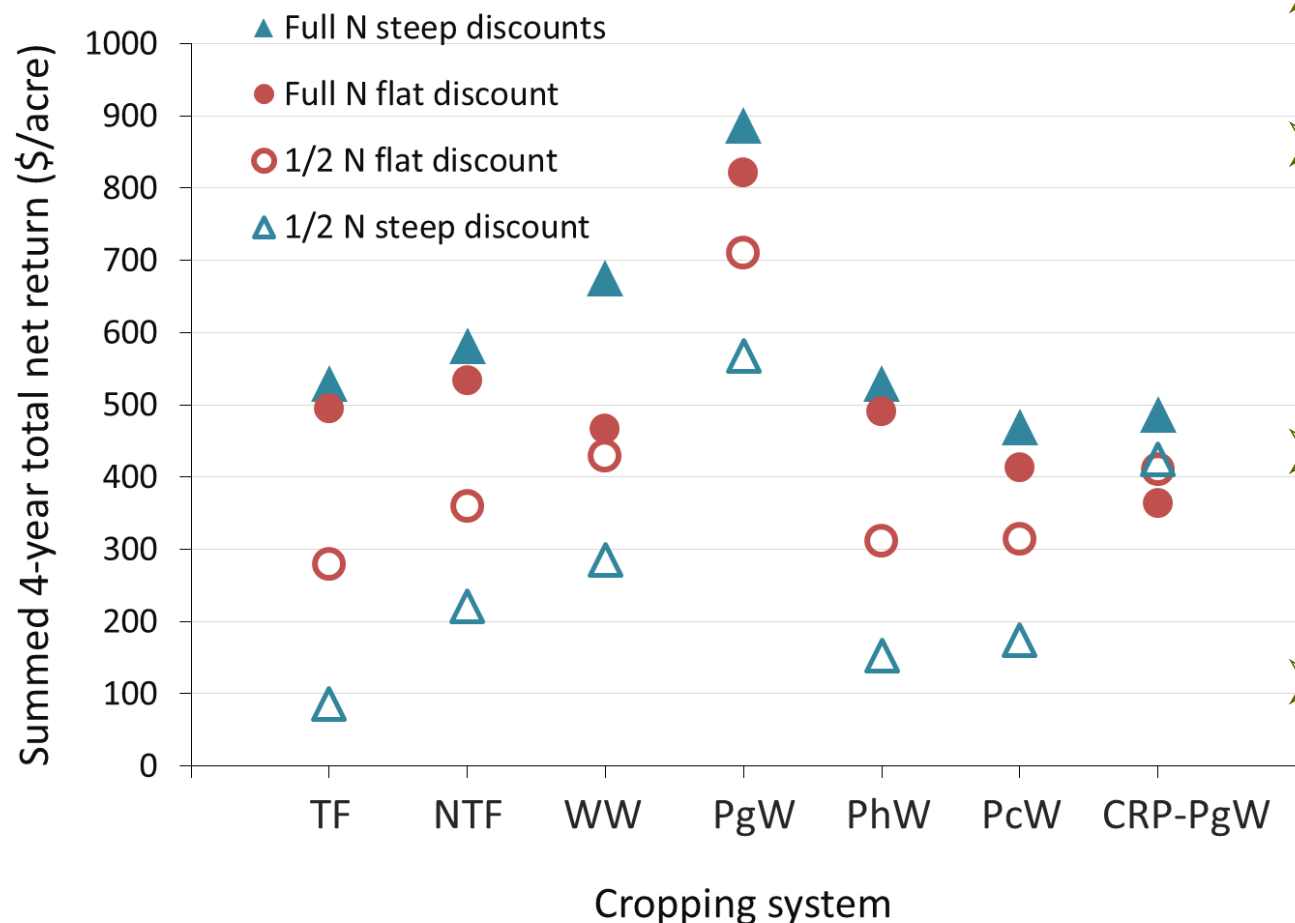 Full N steep discounts
Full N flat discount
1/2 N flat discount
1/2 N steep discount
Summed 4-year total net return ($/acre)
1000
900
800
700
600
500
400
300
200
100
0
TF NTF WW PgW PhW PcW CRP-PgW
Cropping system